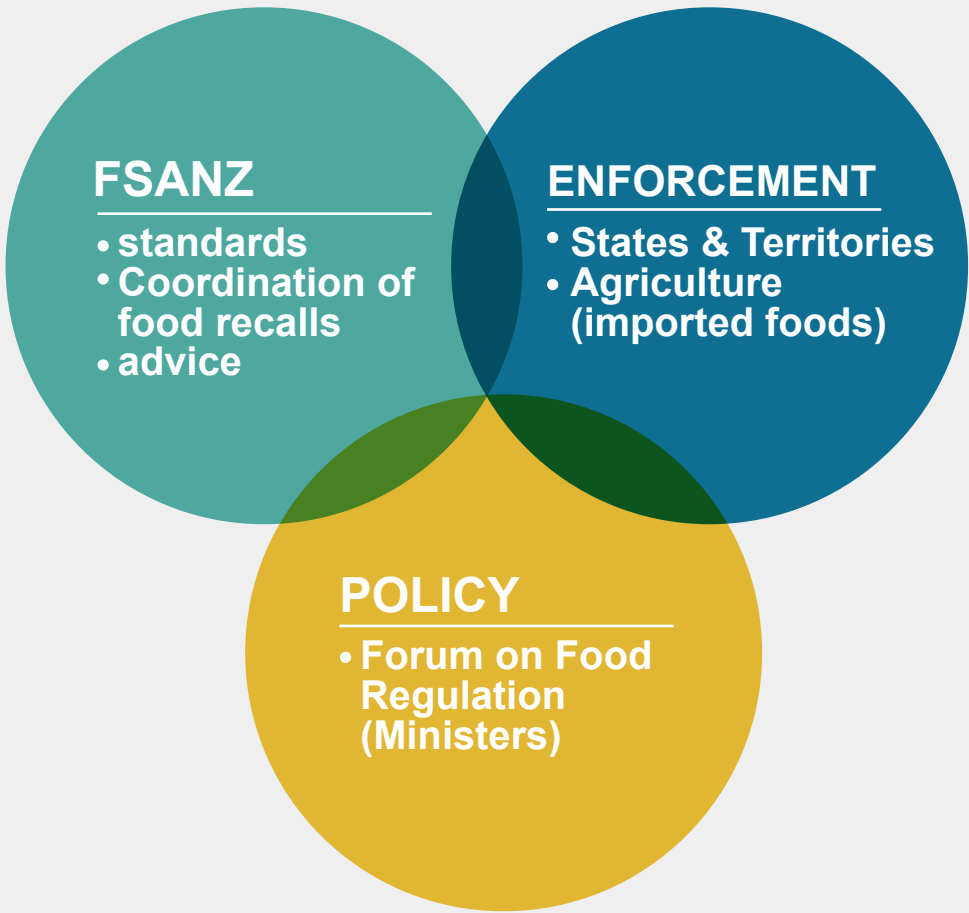 FSANZ
• standards
• Coordination of
food recalls
• advice
ENFORCEMENT
• States & Territories
• Agriculture
(imported foods)
POLICY
• Forum on Food
Regulation
(Ministers)